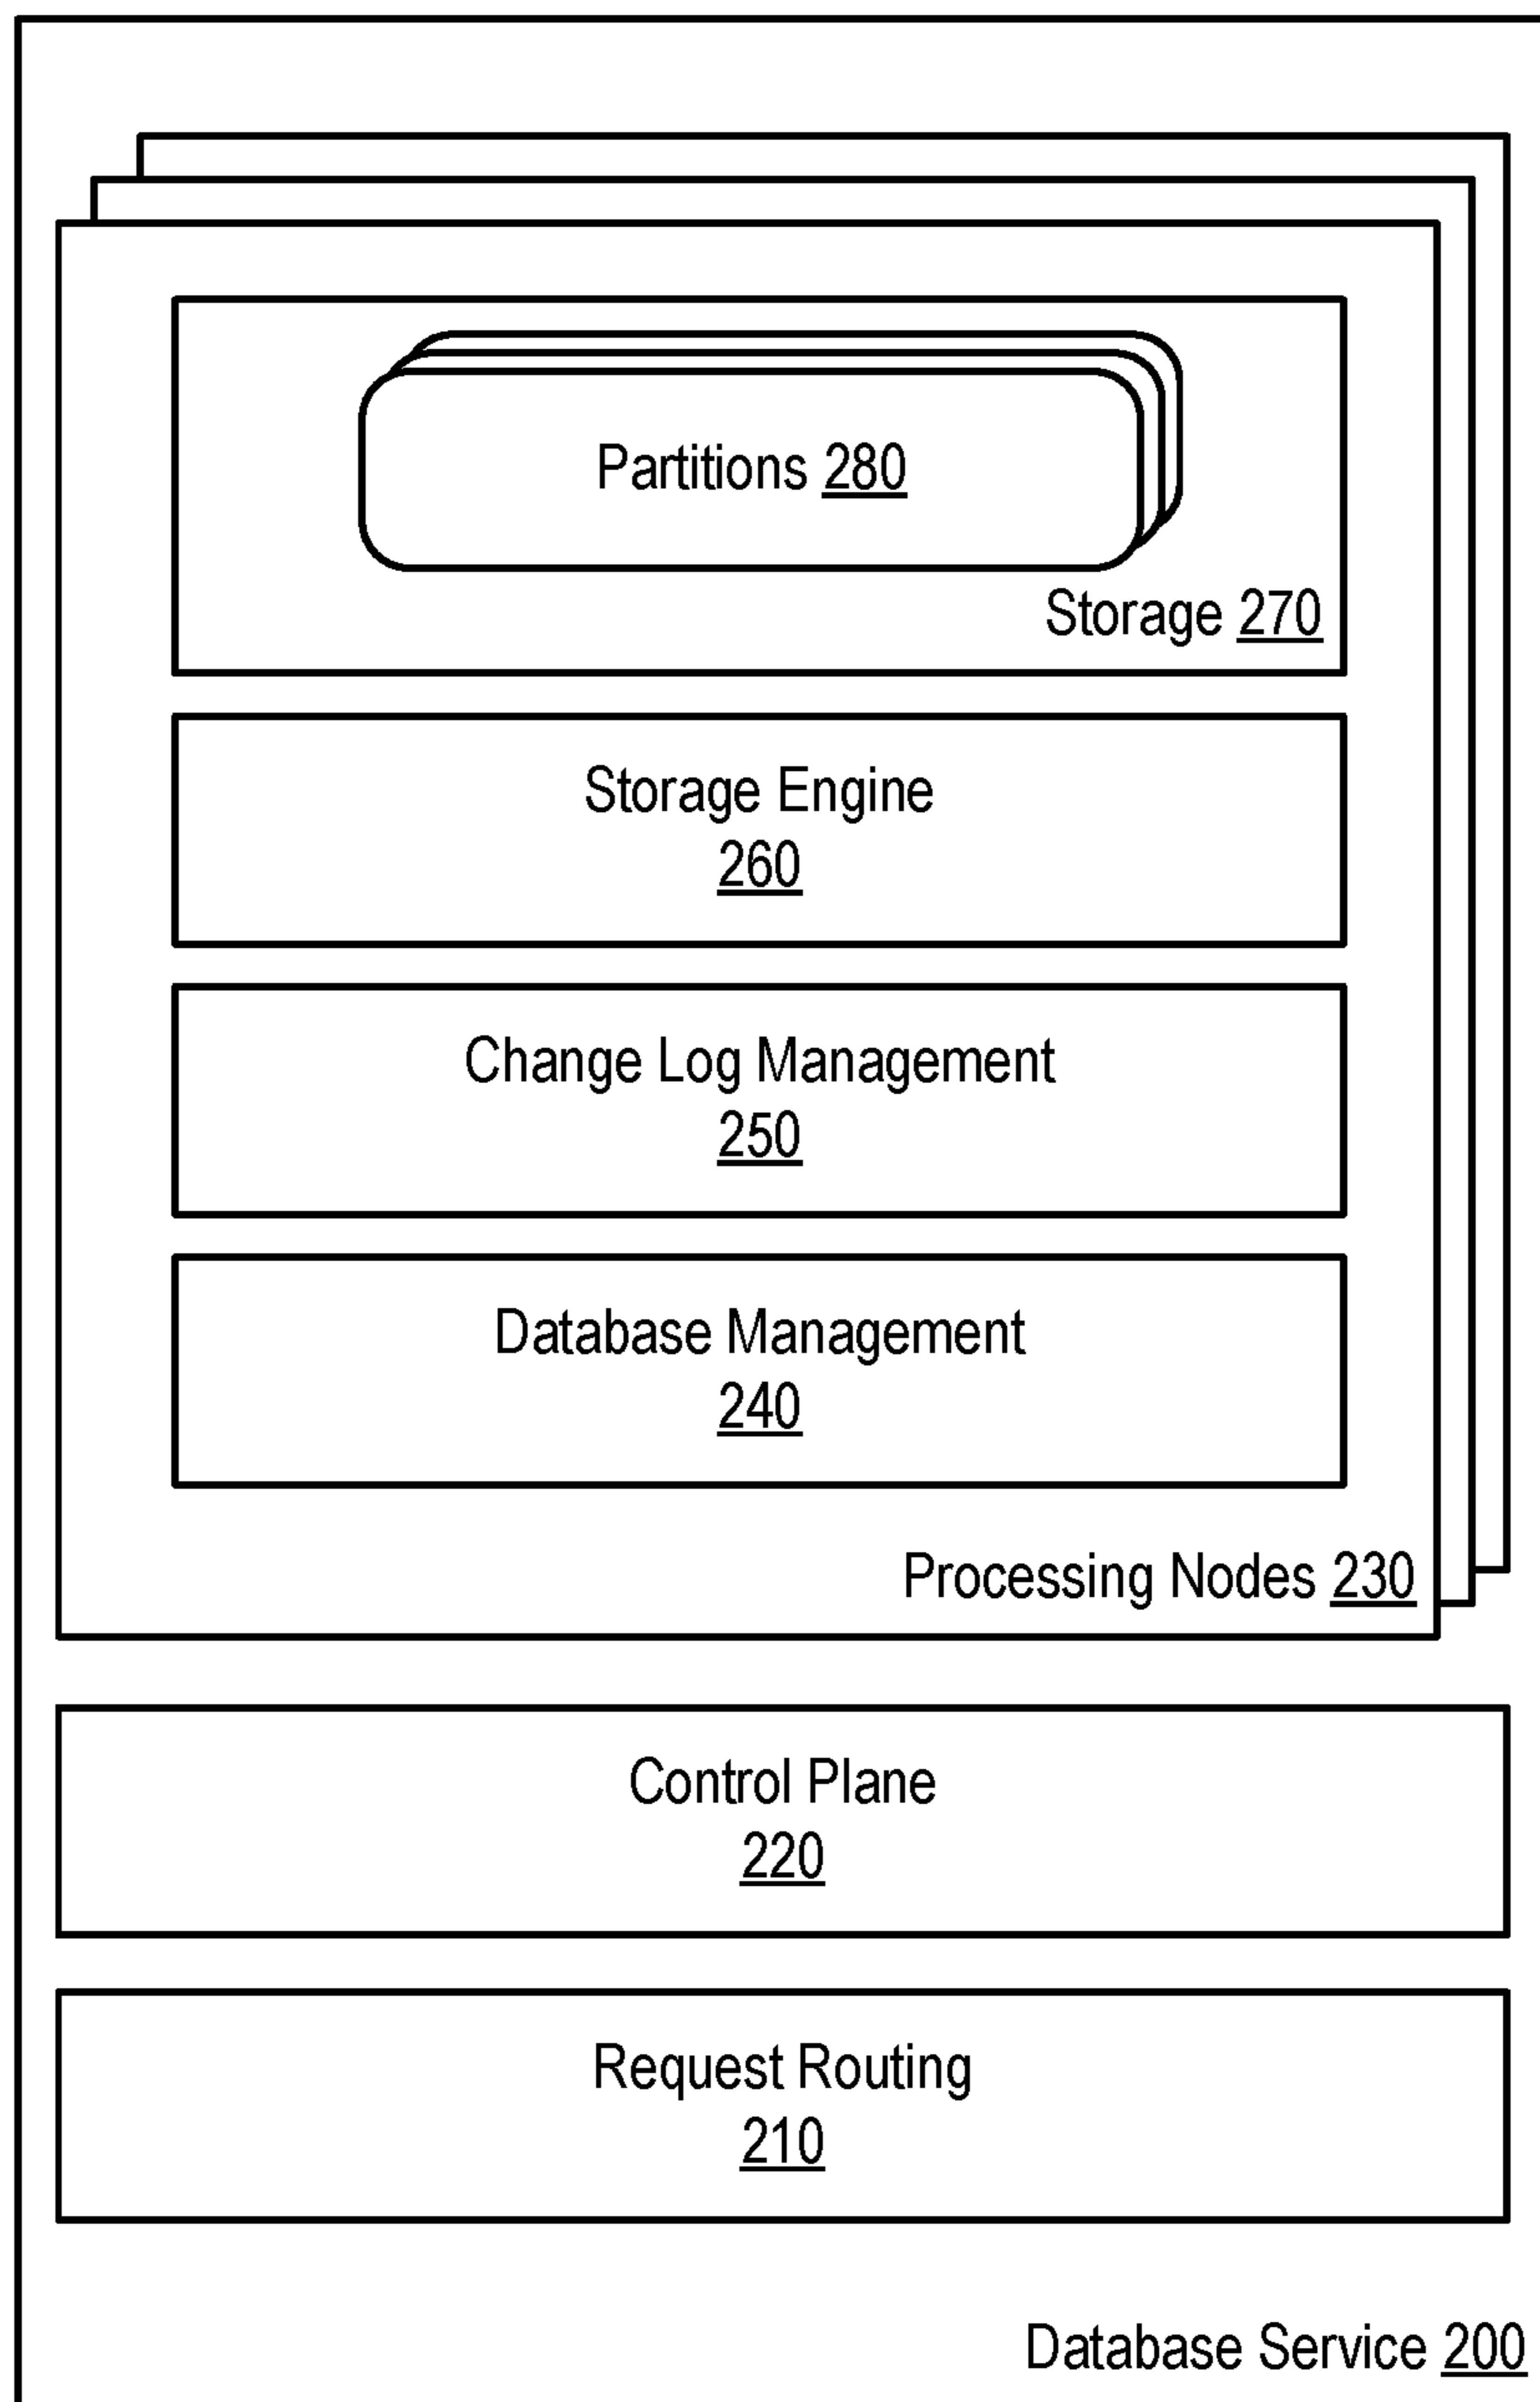 Partitions 280
Storage 270
Storage Engine
260
Change Log Management
250
Database Management
240
Processing Nodes 230
Control Plane
220
Request Routing
210
Database Service 200